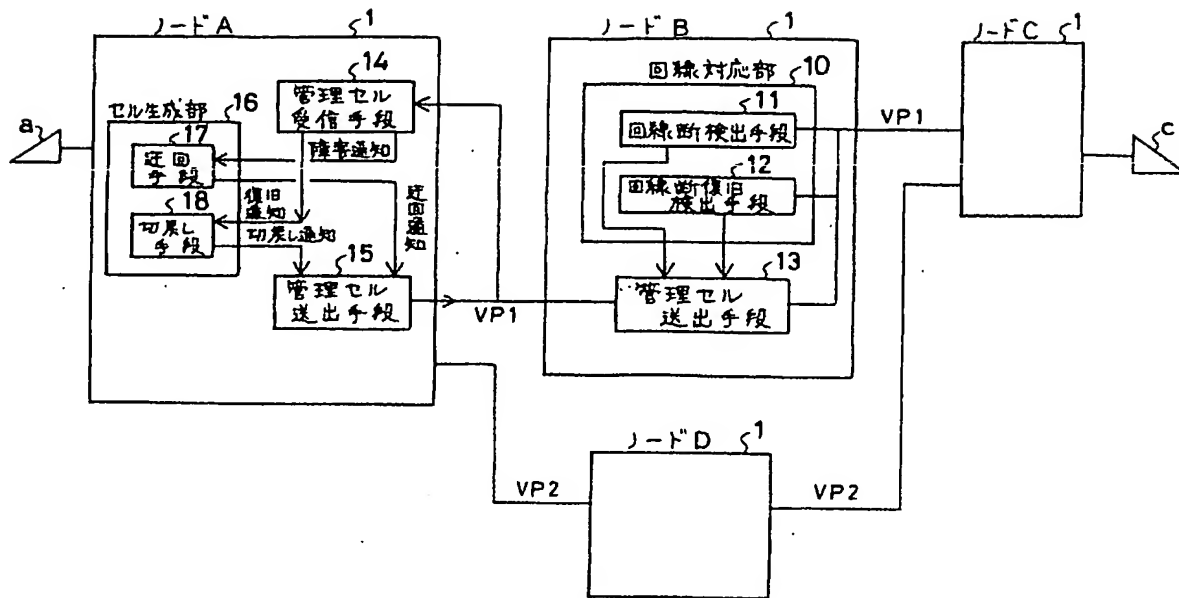 ノードA
1
14
管理セル
受信手段
セル生成部
16
17
迂回
手段
障害通知
復旧
通知
18
切戻し
手段
切戻し通知
迂回通知
15
管理セル
送出手段
a
VP1
ノードB
1
回線対応部
10
11
回線断検出手段
12
回線断復旧
検出手段
13
管理セル
送出手段
VP1
ノードC
1
c
ノードD
1
VP2
VP2